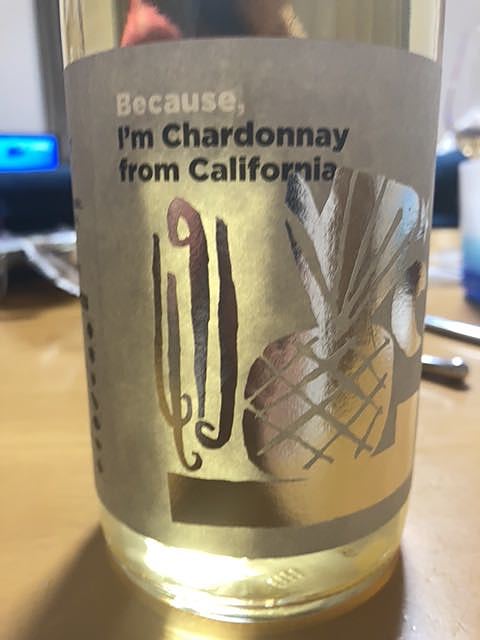 Because,
I'm Chardonnay
from California